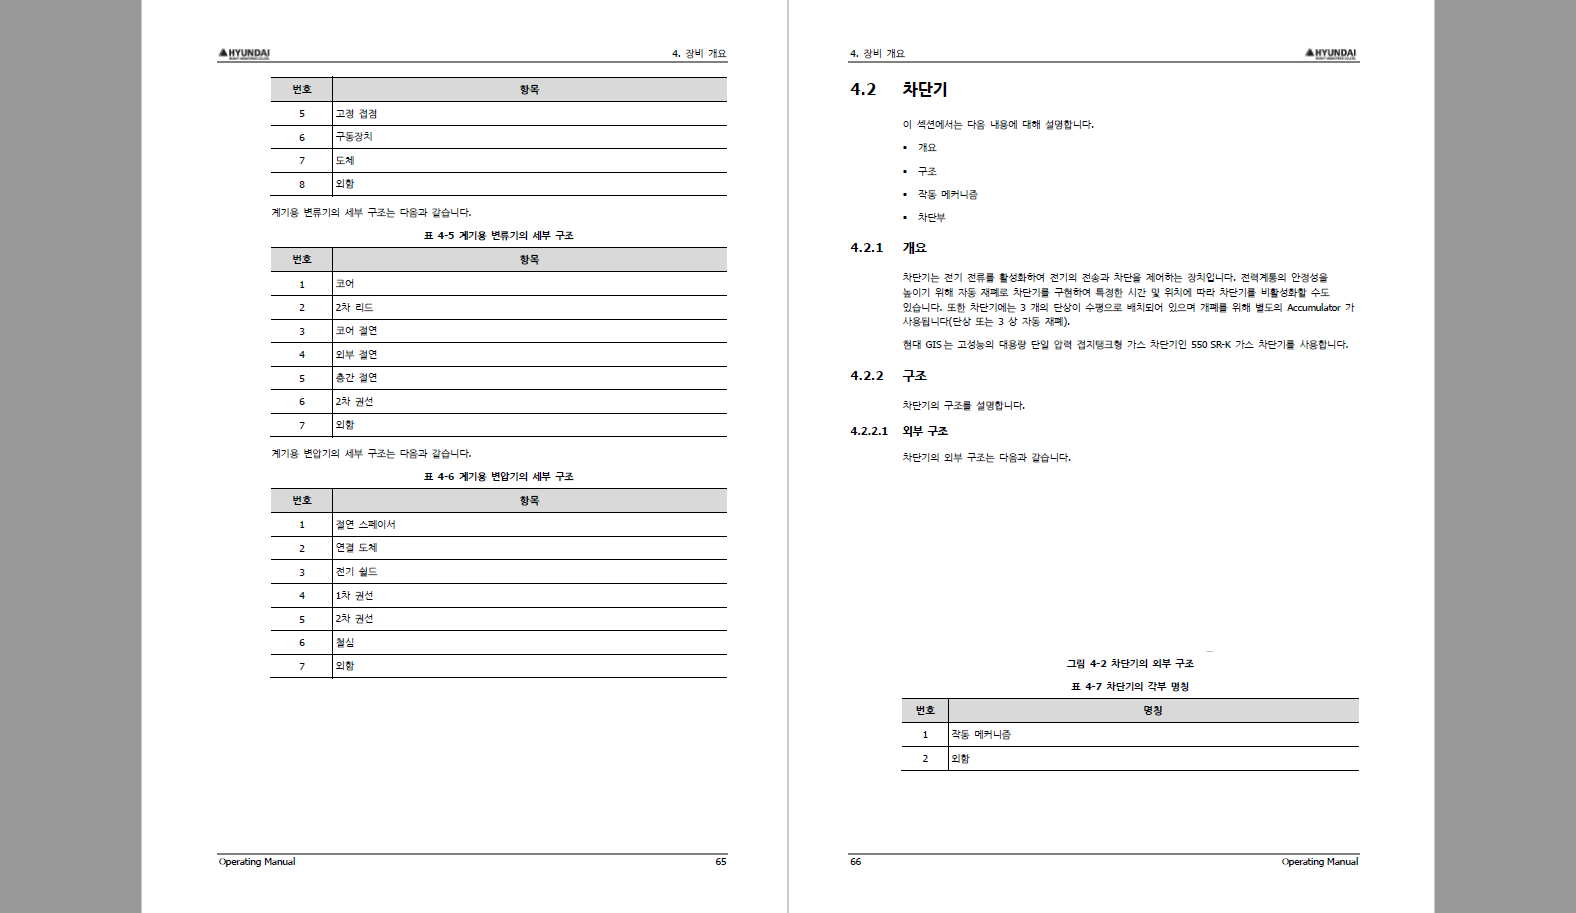 HYUNDAI
4. 장비 개요
번호 항목
5 고정 접점
6 구동장치
7 도체
8 외함
계기용 변류기의 세부 구조는 다음과 같습니다.
표 4-5 계기용 변류기의 세부 구조
번호 항목
1 코어
2 2차 리드
3 코어 절연
4 외부 절연
5 층간 절연
6 2차 권선
7 외함
계기용 변압기의 세부 구조는 다음과 같습니다.
표 4-6 계기용 변압기의 세부 구조
번호 항목
1 절연 스페이서
2 연결 도체
3 전기 쉴드
4 1차 권선
5 2차 권선
6 철심
7 외함
Operating Manual 65
4. 장비 개요
HYUNDAI
4.2 차단기
이 섹션에서는 다음 내용에 대해 설명합니다.
▪ 개요
▪ 구조
▪ 작동 메커니즘
▪ 차단부
4.2.1 개요
차단기는 전기 전류를 활성화하여 전기의 전송과 차단을 제어하는 장치입니다. 전력계통의 안정성을
높이기 위해 자동 재폐로 차단기를 구현하여 특정한 시간 및 위치에 따라 차단기를 비활성화할 수도
있습니다. 또한 차단기에는 3 개의 단상이 수평으로 배치되어 있으며 개폐를 위해 별도의 Accumulator 가
사용됩니다(단상 또는 3 상 자동 재폐).
현대 GIS 는 고성능의 대용량 단일 압력 접지탱크형 가스 차단기인 550 SR-K 가스 차단기를 사용합니다.
4.2.2 구조
차단기의 구조를 설명합니다.
4.2.2.1 외부 구조
차단기의 외부 구조는 다음과 같습니다.
그림 4-2 차단기의 외부 구조
표 4-7 차단기의 각부 명칭
번호 명칭
1 작동 메커니즘
2 외함
66 Operating Manual